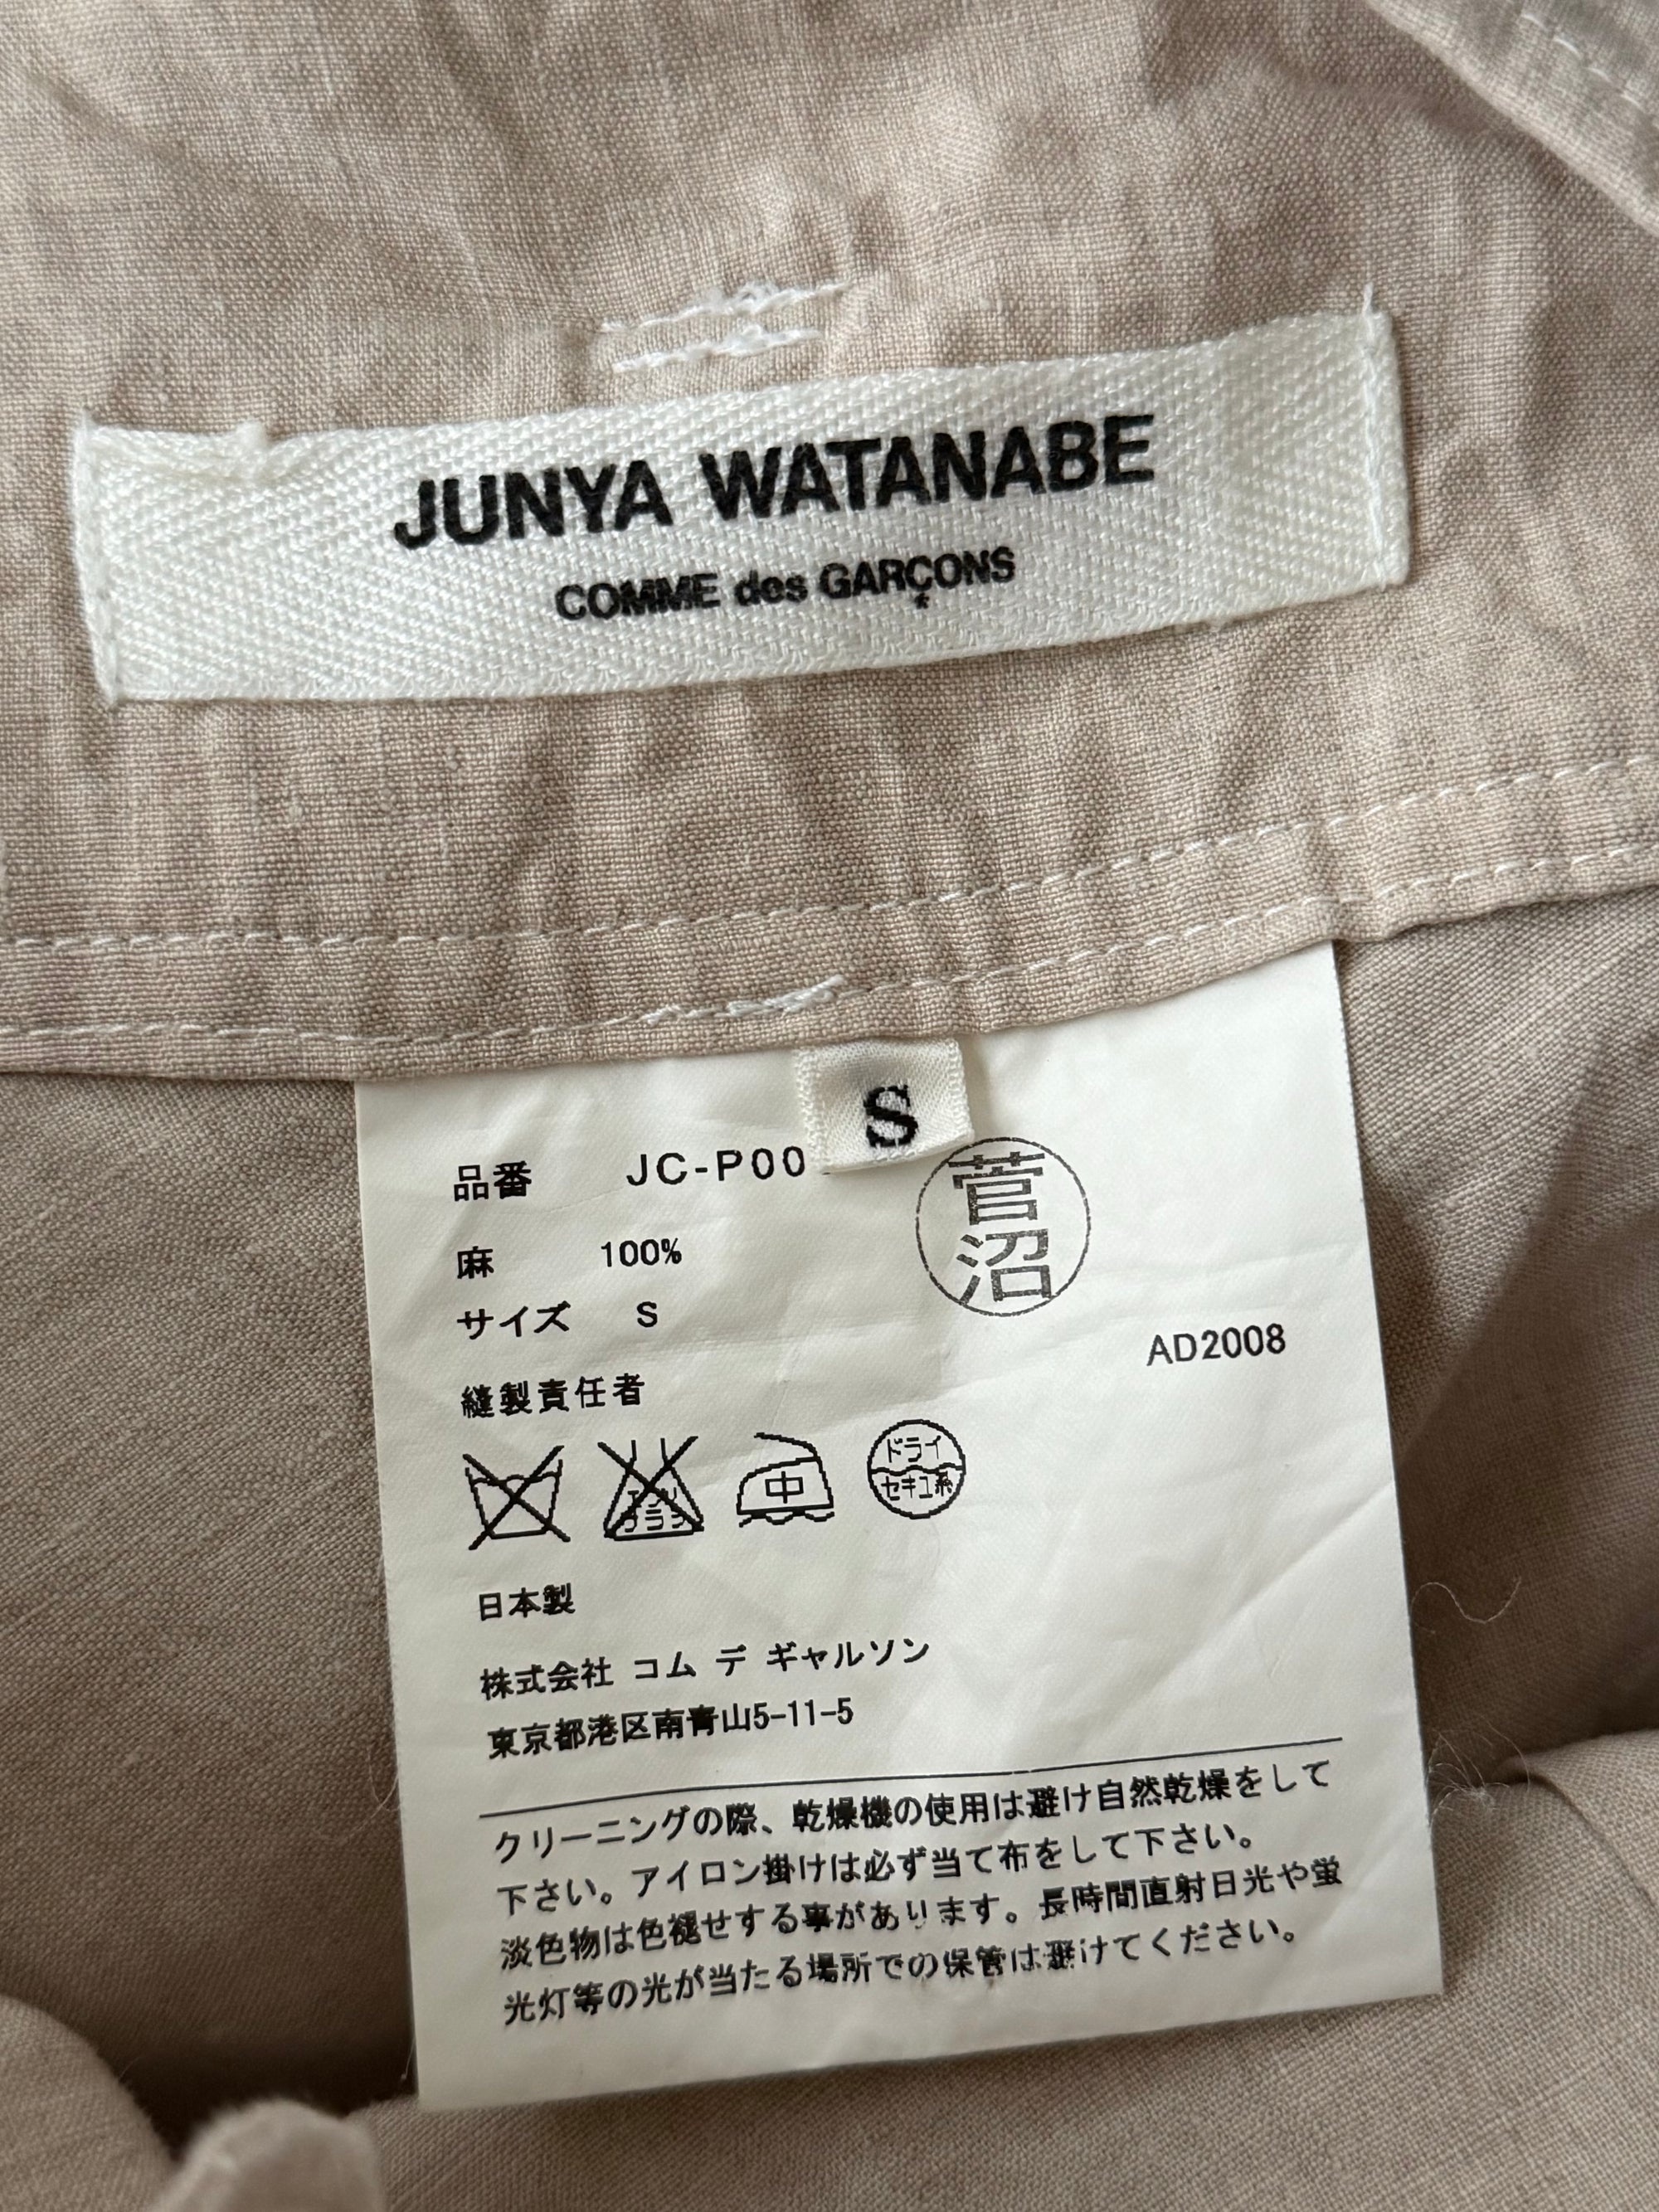 JUNYA WATANABE
COMME des GARÇONS
S
品番 JC-P00
菅沼
麻 100%
サイズ S
AD2008
縫製責任者
エンソ
サラシ
中
ドライ
セキユ系
日本製
株式会社 コム デ ギャルソン
東京都港区南青山5-11-5
クリーニングの際、乾燥機の使用は避け自然乾燥をして
下さい。アイロン掛けは必ず当て布をして下さい。
淡色物は色褪せする事があります。長時間直射日光や蛍
光灯等の光が当たる場所での保管は避けてください。